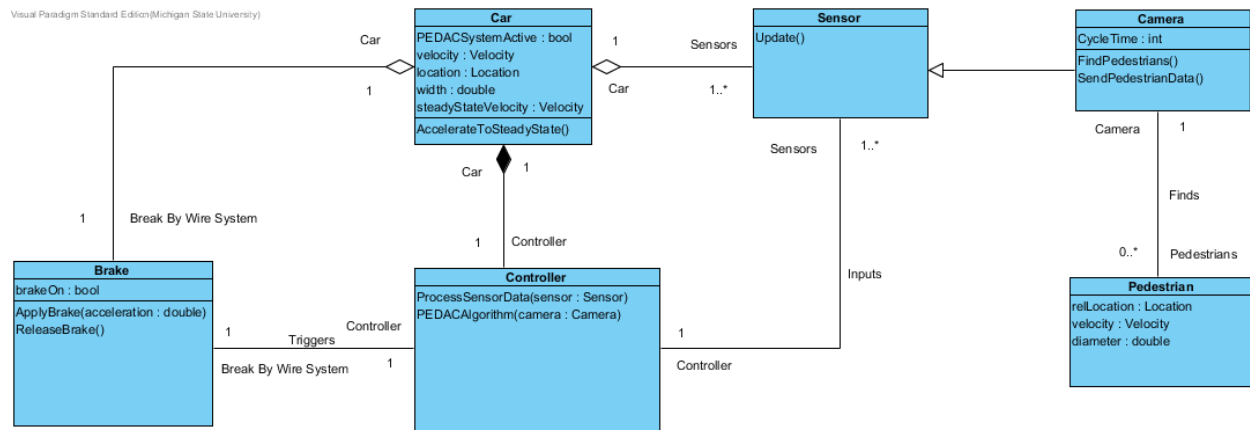 Visual Paradigm Standard Edition(Michigan State University)
Car
PEDACSystemActive : bool
velocity : Velocity
location : Location
width : double
steadyStateVelocity : Velocity
AccelerateToSteadyState()
Sensor
Update()
Camera
CycleTime : int
FindPedestrians()
SendPedestrianData()
Car
1
1
Break By Wire System
1
Sensors
Car
1..*
Car
1
1
Controller
Sensors
1..*
Inputs
1
Controller
Camera
1
Finds
0..*
Pedestrians
Brake
brakeOn : bool
ApplyBrake(acceleration : double)
ReleaseBrake()
Controller
ProcessSensorData(sensor : Sensor)
PEDACAlgorithm(camera : Camera)
Pedestrian
relLocation : Location
velocity : Velocity
diameter : double
1
Controller
Triggers
Break By Wire System
1